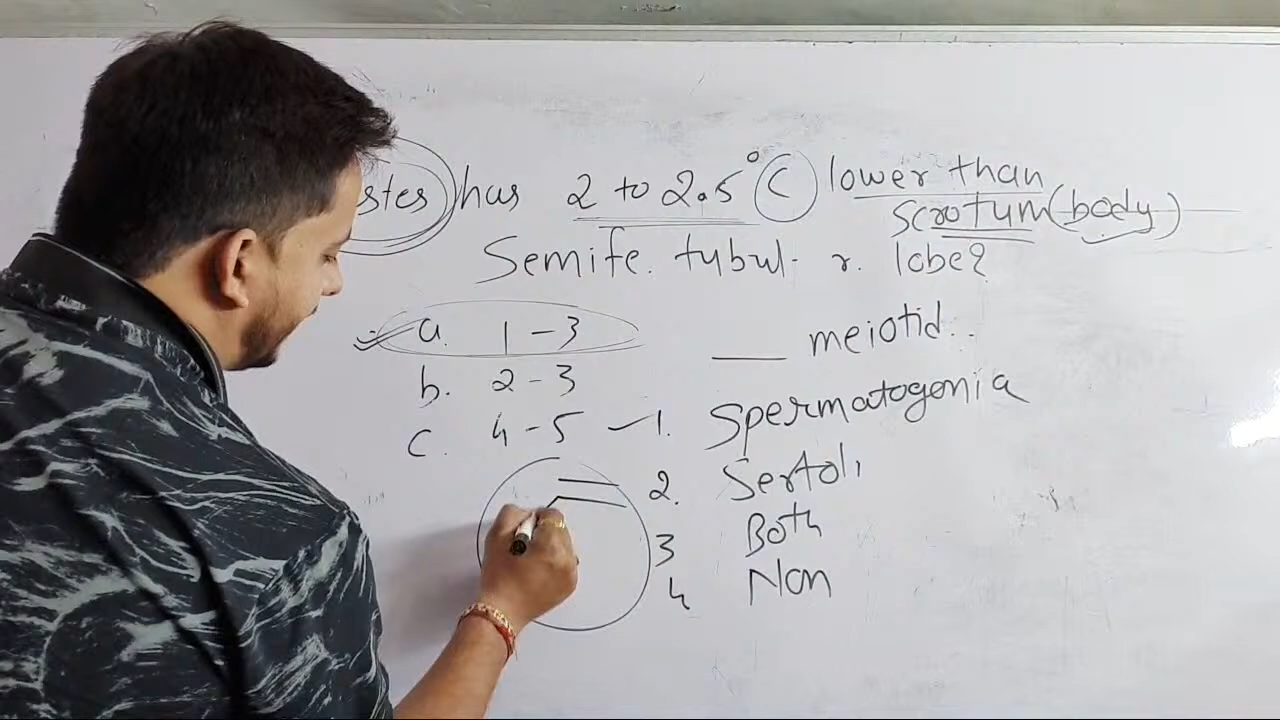 stes has 2 to 2.5°C lower than
Scrotum (body)
Semife. tubul. r. lobe?
a. 1-3
___ meiotid..
b. 2-3
c. 4-5
1. Spermatogonia
2. Sertoli
3 Both
4 Non